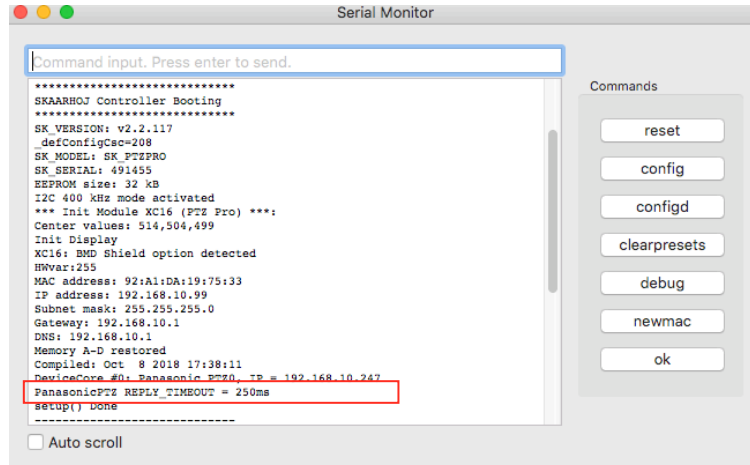 Serial Monitor
Command input. Press enter to send.
*****************************
SKAARHOJ Controller Booting
*****************************
SK_VERSION: v2.2.117
_defConfigCsc=208
SK_MODEL: SK_PTZPRO
SK_SERIAL: 491455
EEPROM size: 32 kB
I2C 400 kHz mode activated
*** Init Module XC16 (PTZ Pro) ***:
Center values: 514,504,499
Init Display
XC16: BMD Shield option detected
HWvar:255
MAC address: 92:A1:DA:19:75:33
IP address: 192.168.10.99
Subnet mask: 255.255.255.0
Gateway: 192.168.10.1
DNS: 192.168.10.1
Memory A-D restored
Compiled: Oct  8 2018 17:38:11
DeviceCore #0: Panasonic PTZ0, IP = 192.168.10.247
PanasonicPTZ REPLY_TIMEOUT = 250ms
setup() Done
-----------------------------
Auto scroll
Commands
reset
config
configd
clearpresets
debug
newmac
ok